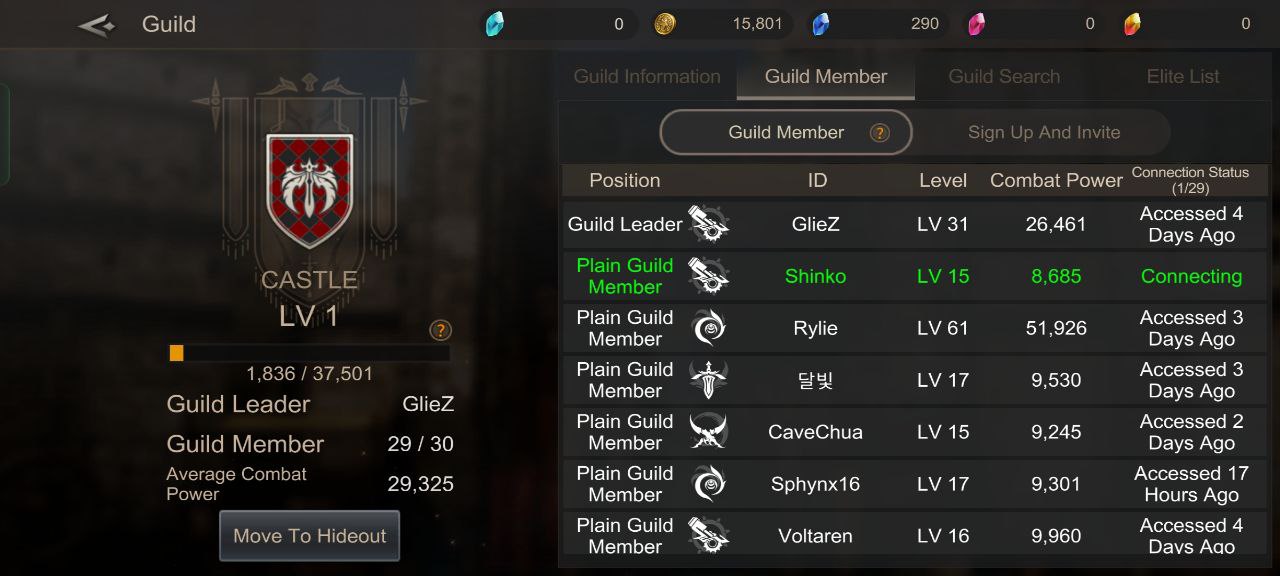 Guild
0
15,801
290
0
0
Guild Information
Guild Member
Guild Search
Elite List
Guild Member ?
Sign Up And Invite
CASTLE
LV 1
?
1,836 / 37,501
Guild Leader GlieZ
Guild Member 29 / 30
Average Combat
Power
29,325
Move To Hideout
Position
ID
Level
Combat Power
Connection Status
(1/29)
Guild Leader
GlieZ
LV 31
26,461
Accessed 4
Days Ago
Plain Guild
Member
Shinko
LV 15
8,685
Connecting
Plain Guild
Member
Rylie
LV 61
51,926
Accessed 3
Days Ago
Plain Guild
Member
달빛
LV 17
9,530
Accessed 3
Days Ago
Plain Guild
Member
CaveChua
LV 15
9,245
Accessed 2
Days Ago
Plain Guild
Member
Sphynx16
LV 17
9,301
Accessed 17
Hours Ago
Plain Guild
Member
Voltaren
LV 16
9,960
Accessed 4
Days Ago